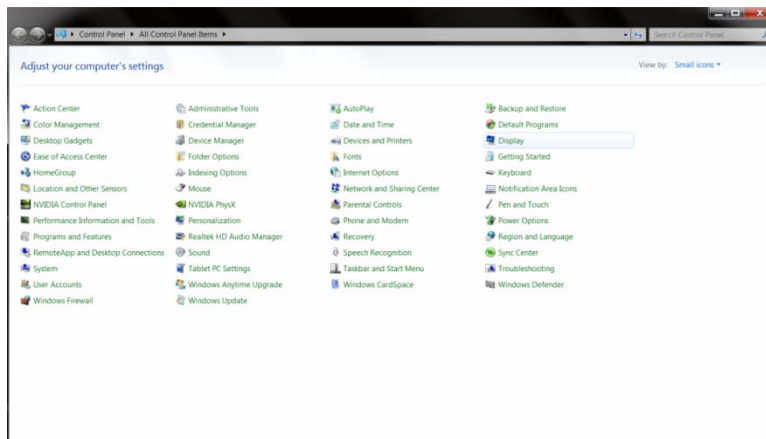 Control Panel All Control Panel Items Search Control Panel
Adjust your computer's settings View by: Small icons
Action Center Administrative Tools AutoPlay Backup and Restore
Color Management Credential Manager Date and Time Default Programs
Desktop Gadgets Device Manager Devices and Printers Display
Ease of Access Center Folder Options Fonts Getting Started
HomeGroup Indexing Options Internet Options Keyboard
Location and Other Sensors Mouse Network and Sharing Center Notification Area Icons
NVIDIA Control Panel NVIDIA PhysX Parental Controls Pen and Touch
Performance Information and Tools Personalization Phone and Modem Power Options
Programs and Features Realtek HD Audio Manager Recovery Region and Language
RemoteApp and Desktop Connections Sound Speech Recognition Sync Center
System Tablet PC Settings Taskbar and Start Menu Troubleshooting
User Accounts Windows Anytime Upgrade Windows CardSpace Windows Defender
Windows Firewall Windows Update